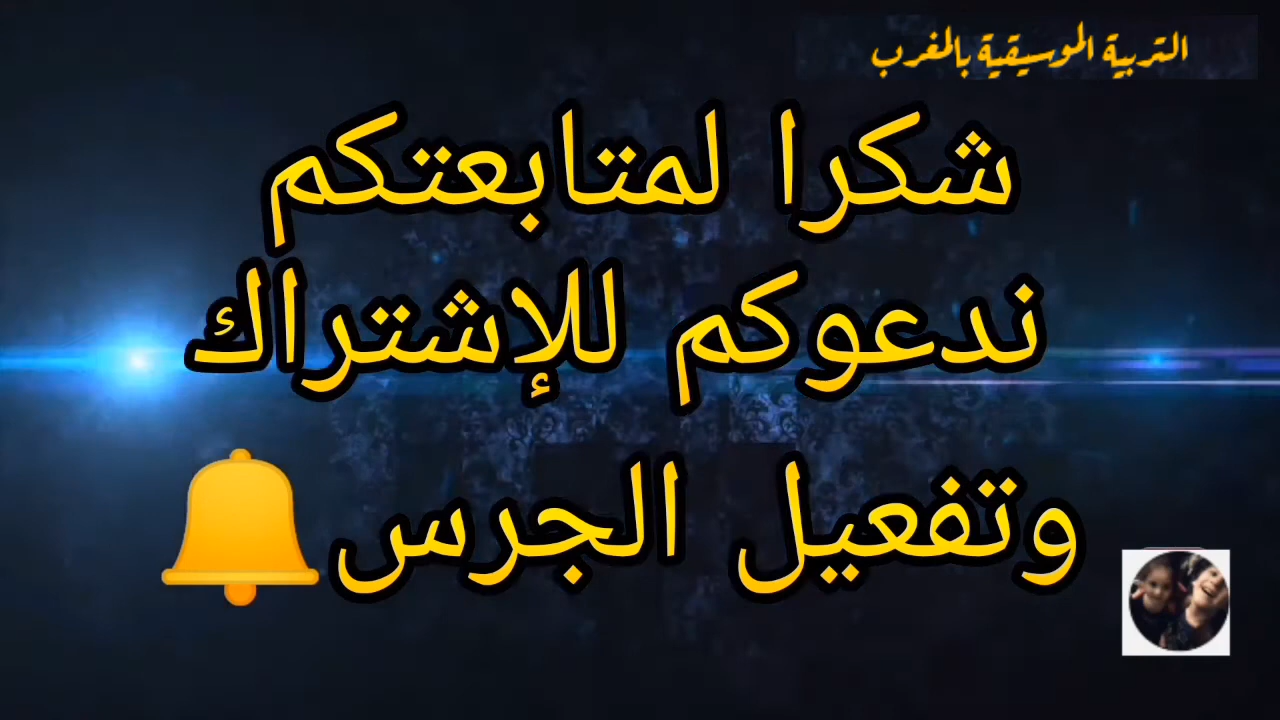 التربية الموسيقية بالمغرب
شكرا لمتابعتكم
ندعوكم للإشتراك
وتفعيل الجرس🔔